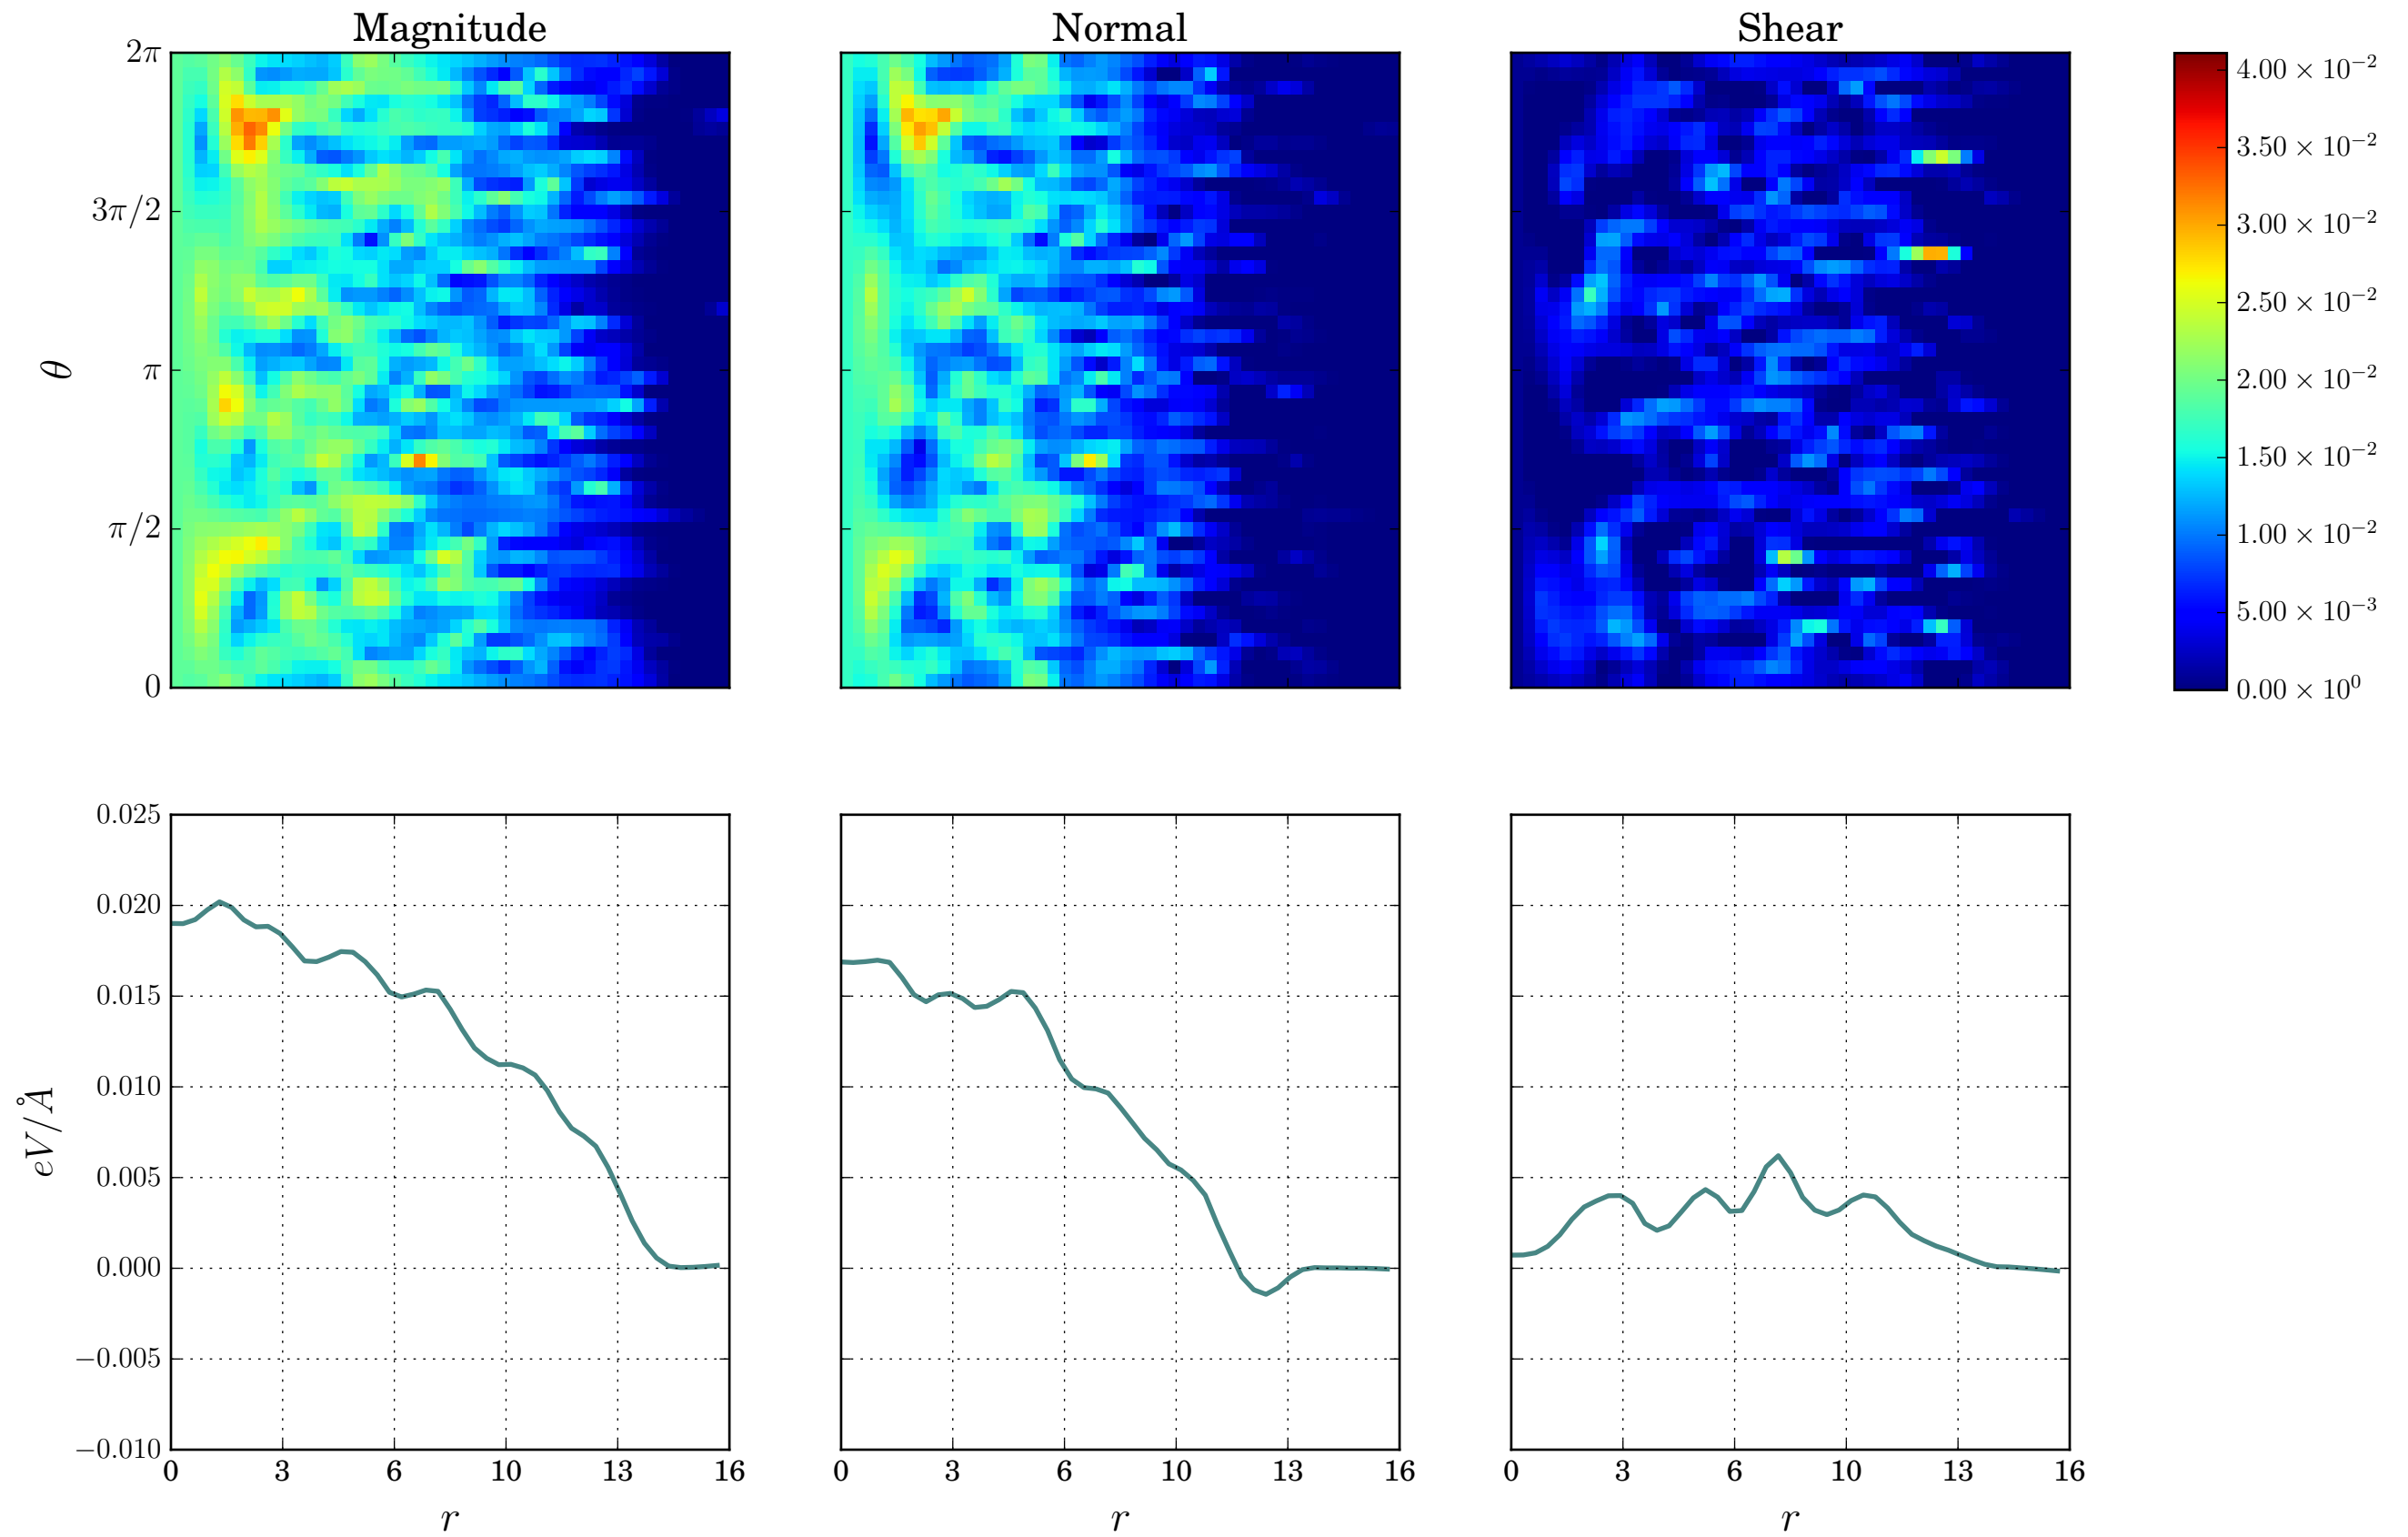 Magnitude Normal Shear
2π
3π/2
π
π/2
0
θ
4.00 × 10⁻²
3.50 × 10⁻²
3.00 × 10⁻²
2.50 × 10⁻²
2.00 × 10⁻²
1.50 × 10⁻²
1.00 × 10⁻²
5.00 × 10⁻³
0.00 × 10⁰
0.025
0.020
0.015
0.010
0.005
0.000
−0.005
−0.010
eV/Å
0 3 6 10 13 16
0 3 6 10 13 16
0 3 6 10 13 16
r r r